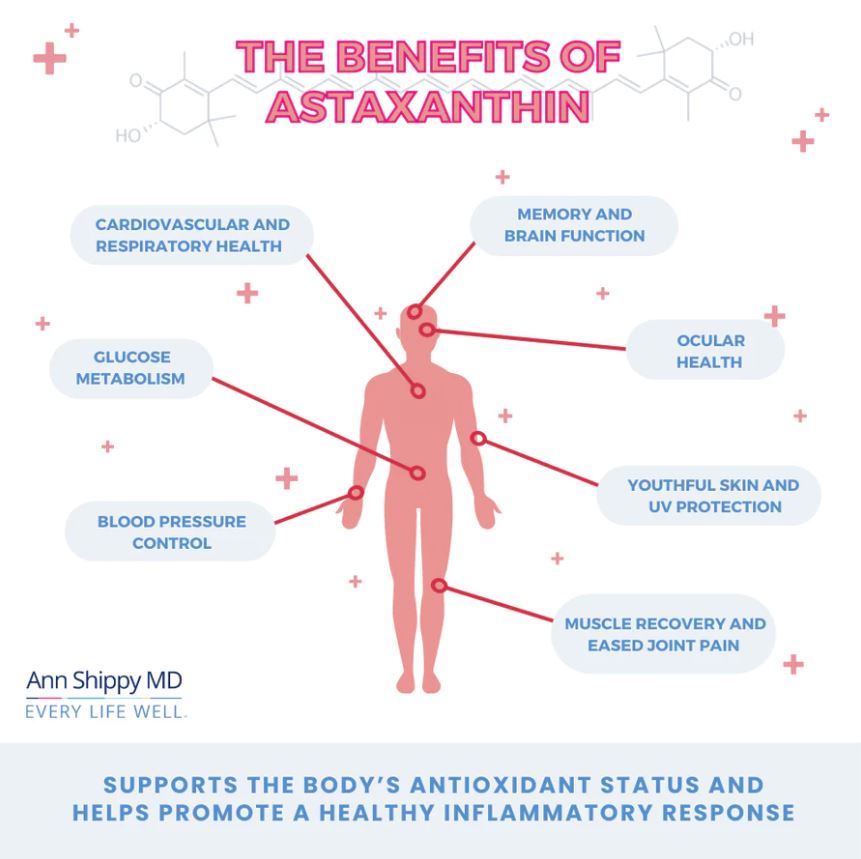 THE BENEFITS OF
ASTAXANTHIN
O
HO
OH
O
CARDIOVASCULAR AND
RESPIRATORY HEALTH
MEMORY AND
BRAIN FUNCTION
GLUCOSE
METABOLISM
OCULAR
HEALTH
BLOOD PRESSURE
CONTROL
YOUTHFUL SKIN AND
UV PROTECTION
MUSCLE RECOVERY AND
EASED JOINT PAIN
Ann Shippy MD
EVERY LIFE WELL.
SUPPORTS THE BODY'S ANTIOXIDANT STATUS AND
HELPS PROMOTE A HEALTHY INFLAMMATORY RESPONSE